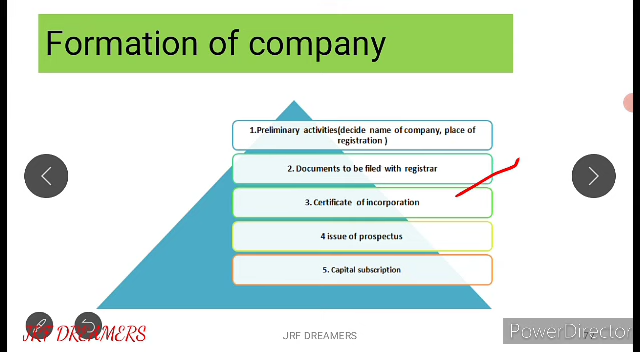 Formation of company
1.Preliminary activities(decide name of company, place of
registration )
2. Documents to be filed with registrar
3. Certificate of incorporation
4 issue of prospectus
5. Capital subscription
JRF DREAMERS
JRF DREAMERS
PowerDirector